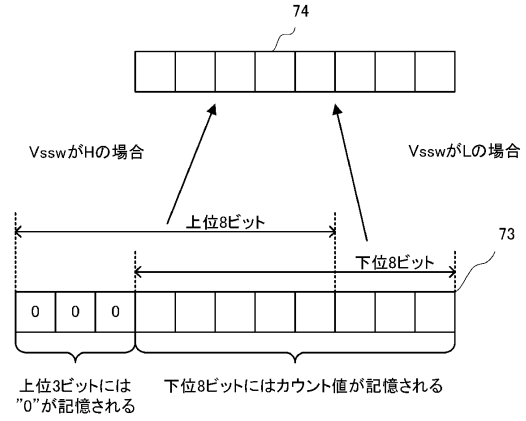 74
VsswがHの場合
VsswがLの場合
上位8ビット
下位8ビット
73
0 0 0
上位3ビットには
"0"が記憶される
下位8ビットにはカウント値が記憶される